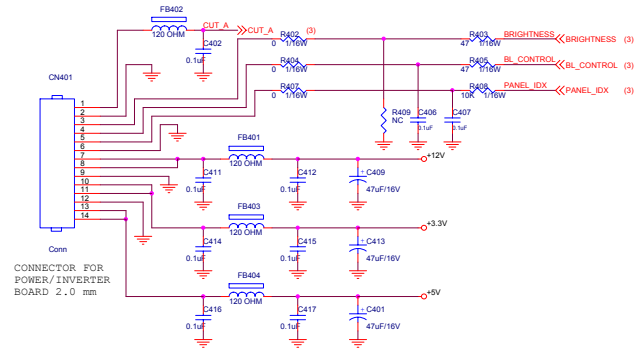 FB402
120 OHM
CUT_A
CUT_A (3)
C402
0.1uF
R402
0 1/16W
(3)
R403
47 1/16W
BRIGHTNESS
BRIGHTNESS (3)
R404
0 1/16W
R405
47 1/16W
BL_CONTROL
BL_CONTROL (3)
R407
0 1/16W
R408
10K 1/16W
PANEL_IDX
PANEL_IDX (3)
CN401
1
2
3
4
5
6
7
8
9
10
11
12
13
14
Conn
R409
NC
C406
0.1uF
C407
0.1uF
FB401
120 OHM
+12V
C411
0.1uF
C412
0.1uF
+
C409
47uF/16V
FB403
120 OHM
+3.3V
C414
0.1uF
C415
0.1uF
+
C413
47uF/16V
FB404
120 OHM
+5V
C416
0.1uF
C417
0.1uF
+
C401
47uF/16V
CONNECTOR FOR
POWER/INVERTER
BOARD 2.0 mm